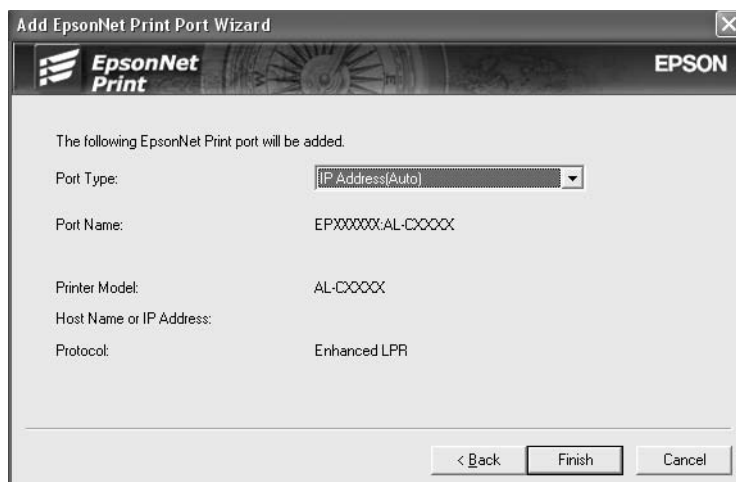 Add EpsonNet Print Port Wizard
EpsonNet
Print
EPSON
The following EpsonNet Print port will be added.
Port Type:
IP Address(Auto)
Port Name:
EPXXXXXX:AL-CXXXX
Printer Model:
AL-CXXXX
Host Name or IP Address:
Protocol:
Enhanced LPR
< Back
Finish
Cancel